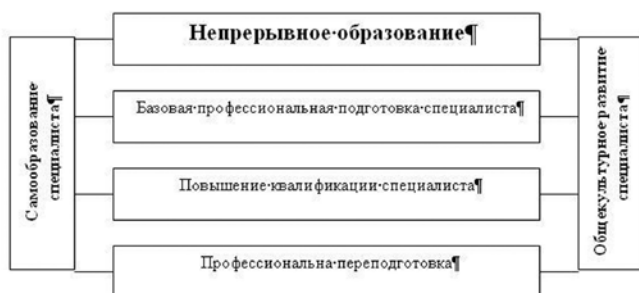 Непрерывное·образование¶
Самообразование
специалиста¶
Базовая·профессиональная·подготовка·специалиста¶
Повышение·квалификации·специалиста¶
Профессиональна·переподготовка¶
Общекультурное·развитие
специалиста¶